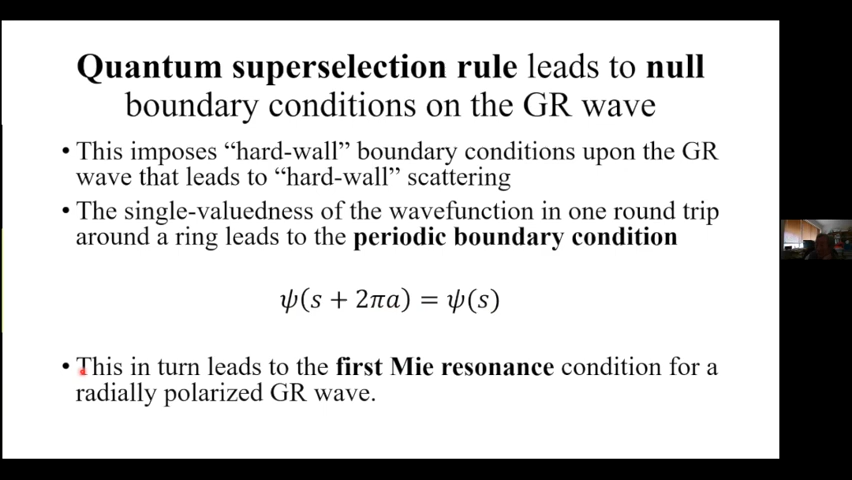 Quantum superselection rule leads to null
boundary conditions on the GR wave
• This imposes “hard-wall” boundary conditions upon the GR
wave that leads to “hard-wall” scattering
• The single-valuedness of the wavefunction in one round trip
around a ring leads to the periodic boundary condition
ψ(s + 2πa) = ψ(s)
• This in turn leads to the first Mie resonance condition for a
radially polarized GR wave.